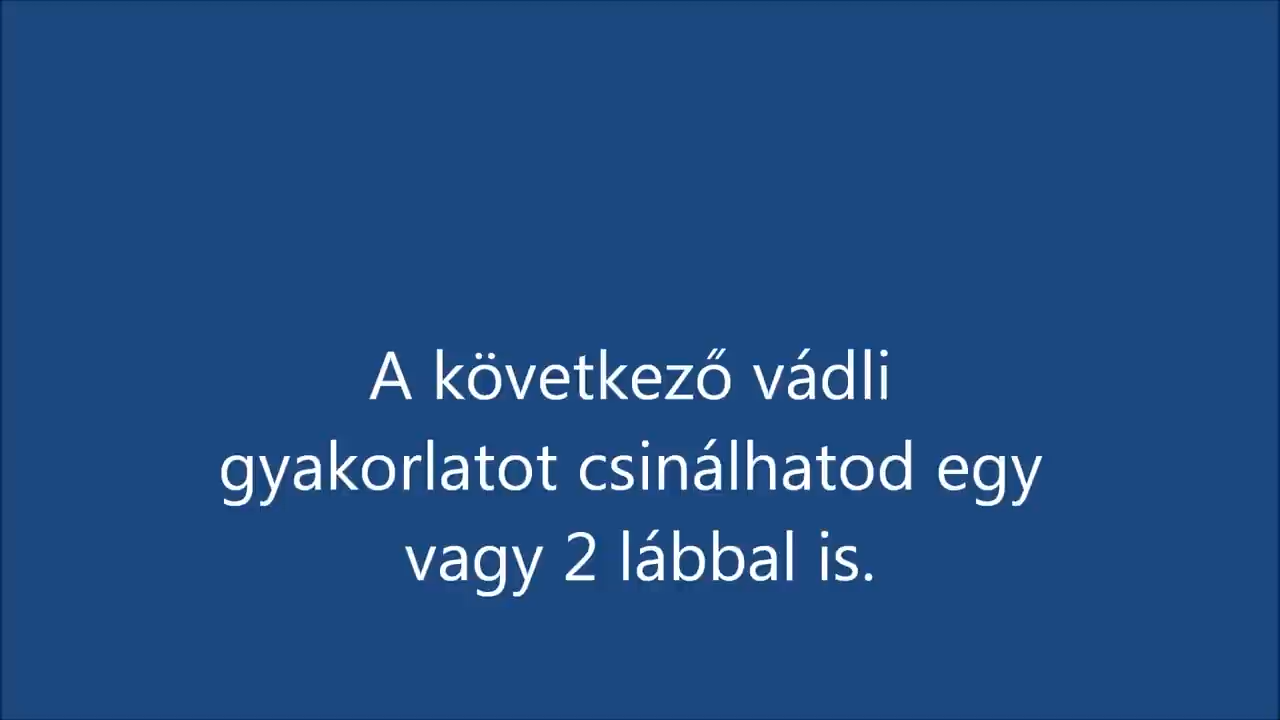 A következő vádli
gyakorlatot csinálhatod egy
vagy 2 lábbal is.